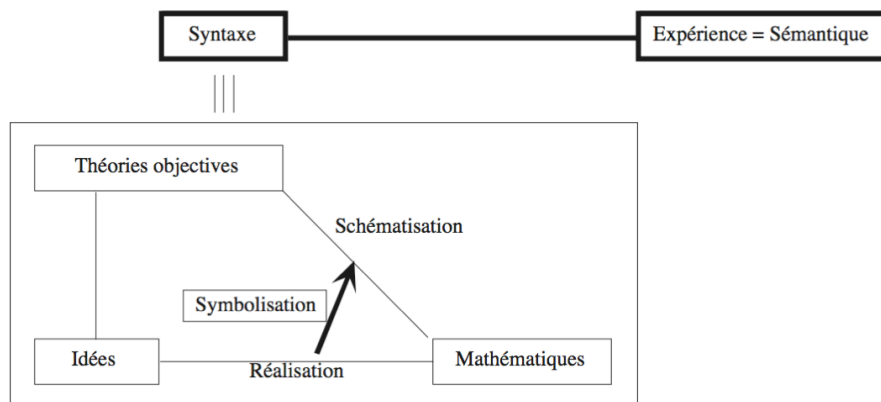 Syntaxe
Expérience = Sémantique
Théories objectives
Schématisation
Symbolisation
Idées
Réalisation
Mathématiques